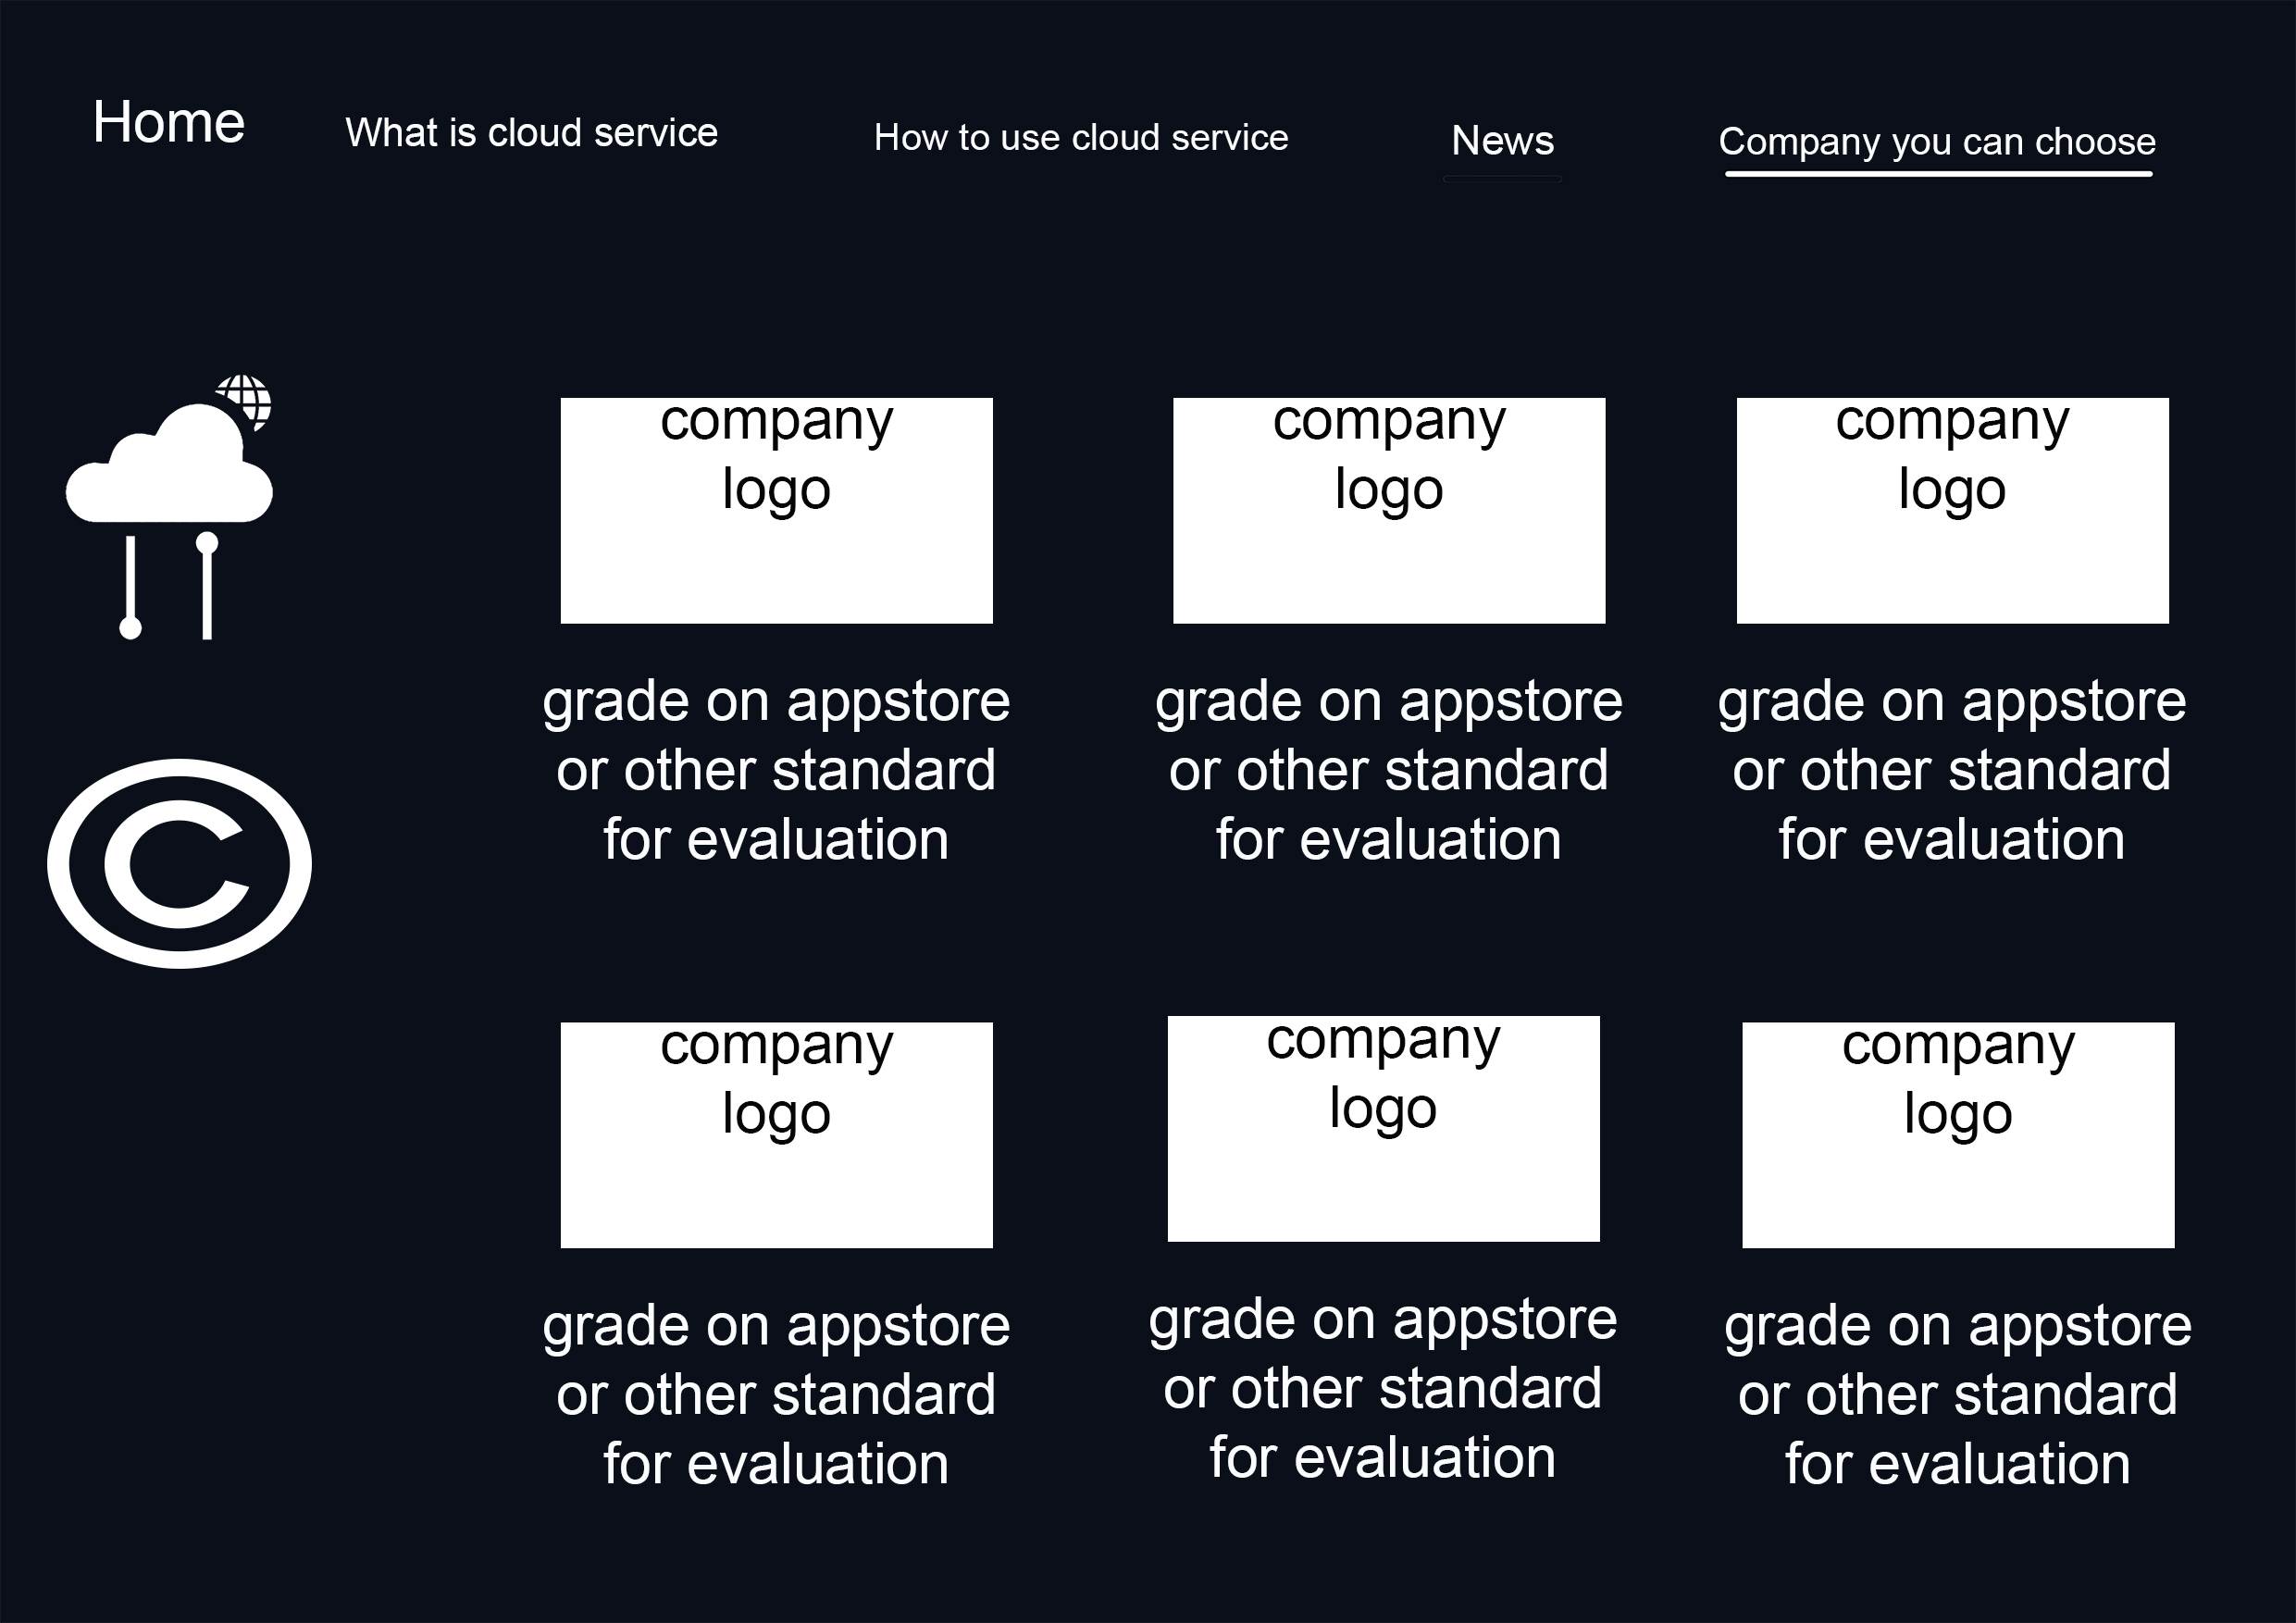 Home
What is cloud service
How to use cloud service
News
Company you can choose
company
logo
company
logo
company
logo
grade on appstore
or other standard
for evaluation
grade on appstore
or other standard
for evaluation
grade on appstore
or other standard
for evaluation
©
company
logo
company
logo
company
logo
grade on appstore
or other standard
for evaluation
grade on appstore
or other standard
for evaluation
grade on appstore
or other standard
for evaluation